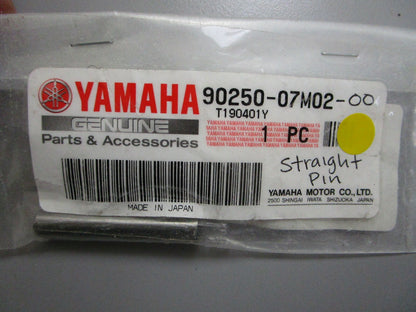 YAMAHA 90250-07M02-00
T190401Y
GENUINE
Parts & Accessories
1 PC
Straight
Pin
YAMAHA MOTOR CO., LTD.
2500 SHINGAI IWATA SHIZUOKA JAPAN
MADE IN JAPAN